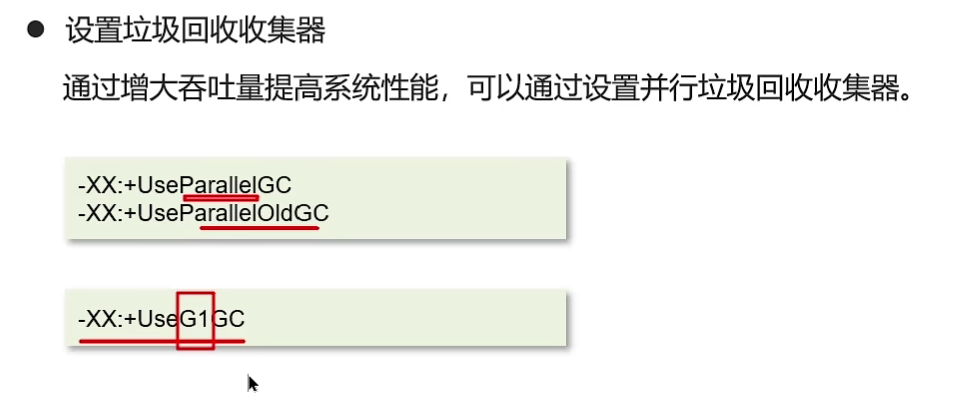 设置垃圾回收收集器
通过增大吞吐量提高系统性能，可以通过设置并行垃圾回收收集器。
-XX:+UseParallelGC
-XX:+UseParallelOldGC
-XX:+UseG1GC